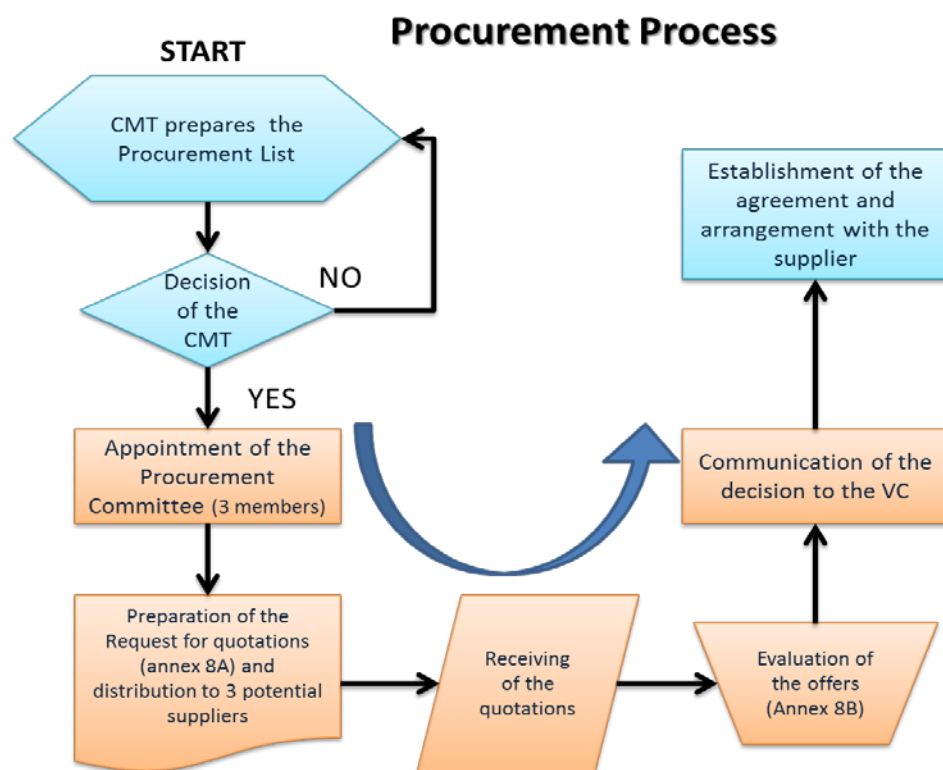 Procurement Process
START
CMT prepares the
Procurement List
Decision
of the
CMT
NO
YES
Appointment of the
Procurement
Committee (3 members)
Preparation of the
Request for quotations
(annex 8A) and
distribution to 3 potential
suppliers
Receiving
of the
quotations
Evaluation of
the offers
(Annex 8B)
Communication of the
decision to the VC
Establishment of the
agreement and
arrangement with the
supplier